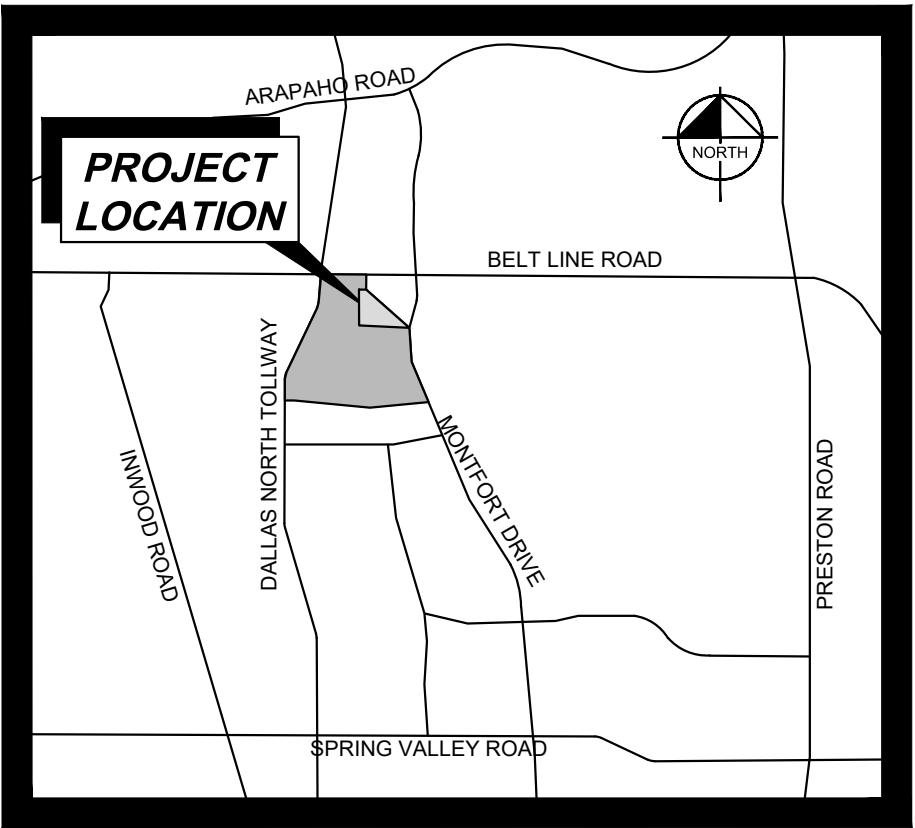 ARAPAHO ROAD
PROJECT
LOCATION
NORTH
BELT LINE ROAD
DALLAS NORTH TOLLWAY
INWOOD ROAD
MONTFORT DRIVE
PRESTON ROAD
SPRING VALLEY ROAD